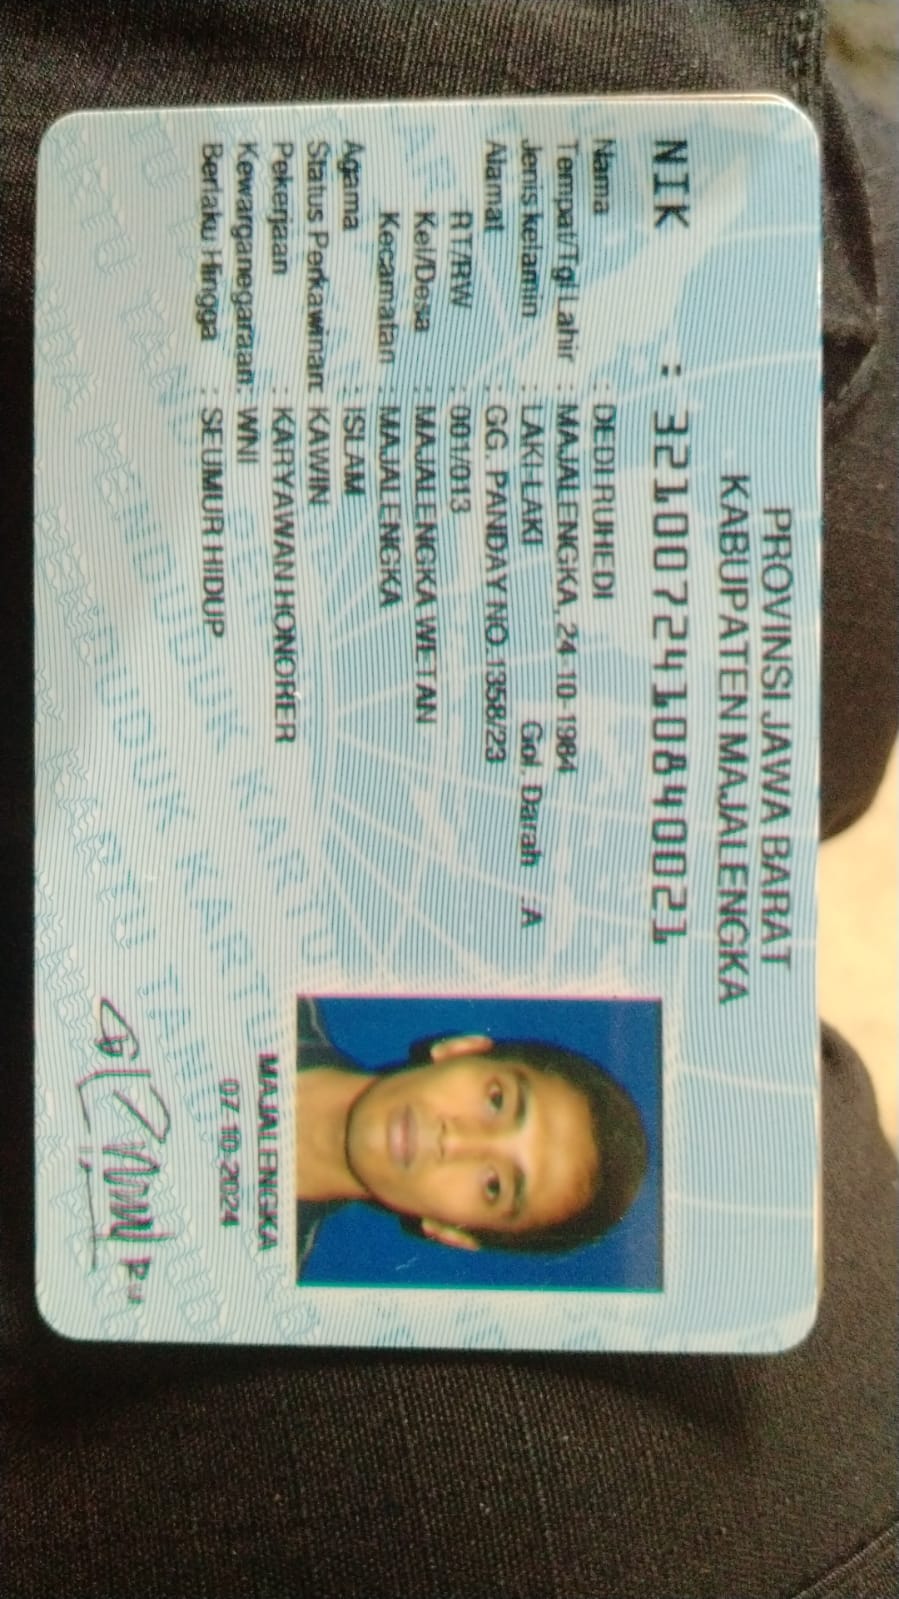 PROVINSI JAWA BARAT
KABUPATEN MAJALENGKA
NIK : 3210072410840021
Nama : DEDI RUHEDI
Tempat/Tgl Lahir : MAJALENGKA, 24-10-1984
Jenis kelamin : LAKI-LAKI Gol. Darah : A
Alamat : GG. PANDAY NO.1358/23
RT/RW : 001/013
Kel/Desa : MAJALENGKA WETAN
Kecamatan : MAJALENGKA
Agama : ISLAM
Status Perkawinan: KAWIN
Pekerjaan : KARYAWAN HONORER
Kewarganegaraan: WNI
Berlaku Hingga : SEUMUR HIDUP
MAJALENGKA
07-10-2024